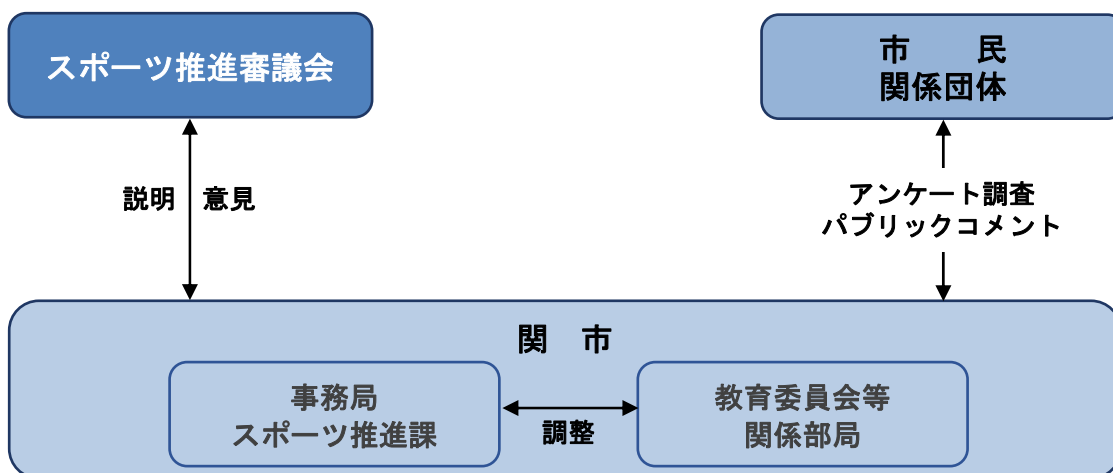 スポーツ推進審議会
市　　民
関係団体
説明
意見
アンケート調査
パブリックコメント
関　市
事務局
スポーツ推進課
調整
教育委員会等
関係部局